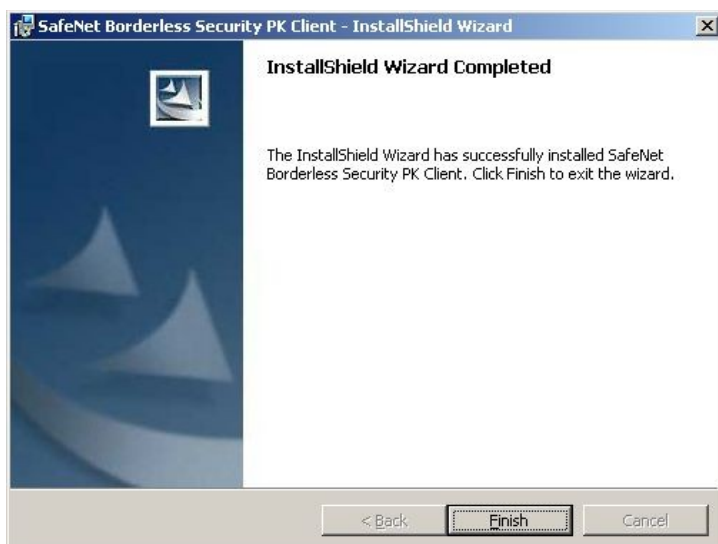 SafeNet Borderless Security PK Client - InstallShield Wizard
InstallShield Wizard Completed
The InstallShield Wizard has successfully installed SafeNet
Borderless Security PK Client. Click Finish to exit the wizard.
< Back
Finish
Cancel